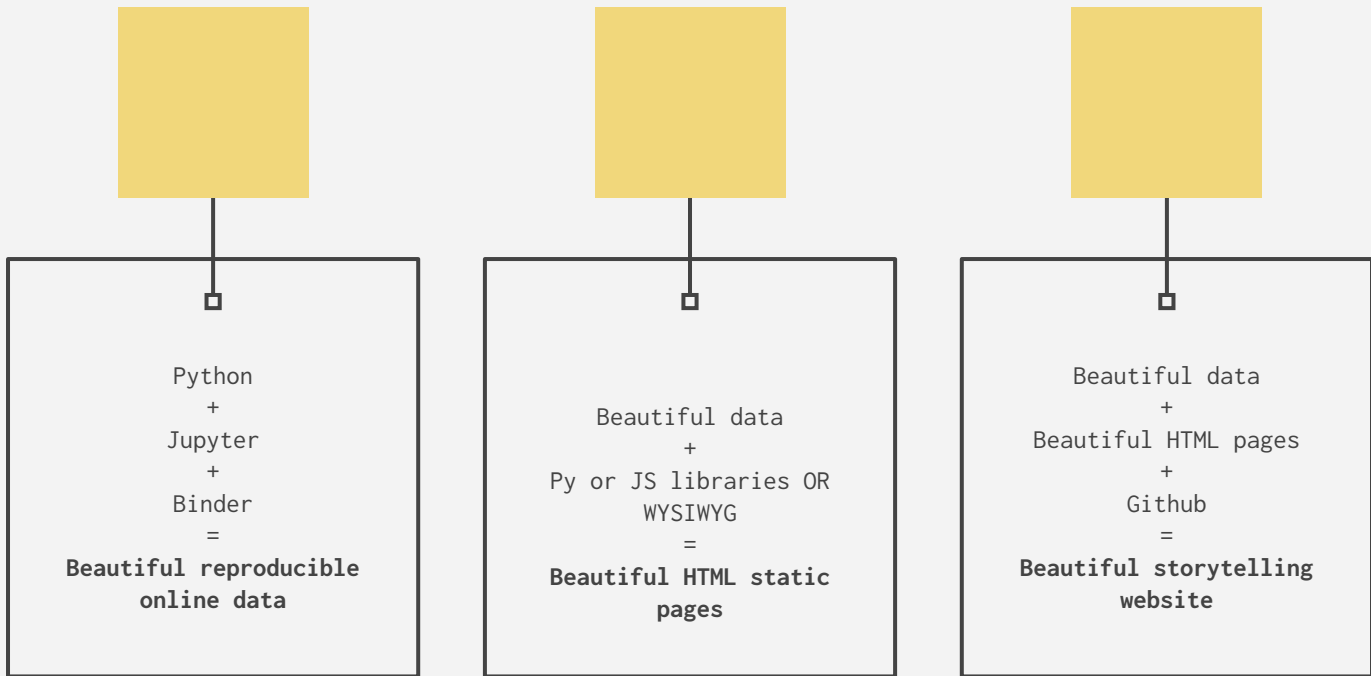 Python
+
Jupyter
+
Binder
=
Beautiful reproducible
online data
Beautiful data
+
Py or JS libraries OR
WYSIWYG
=
Beautiful HTML static
pages
Beautiful data
+
Beautiful HTML pages
+
Github
=
Beautiful storytelling
website